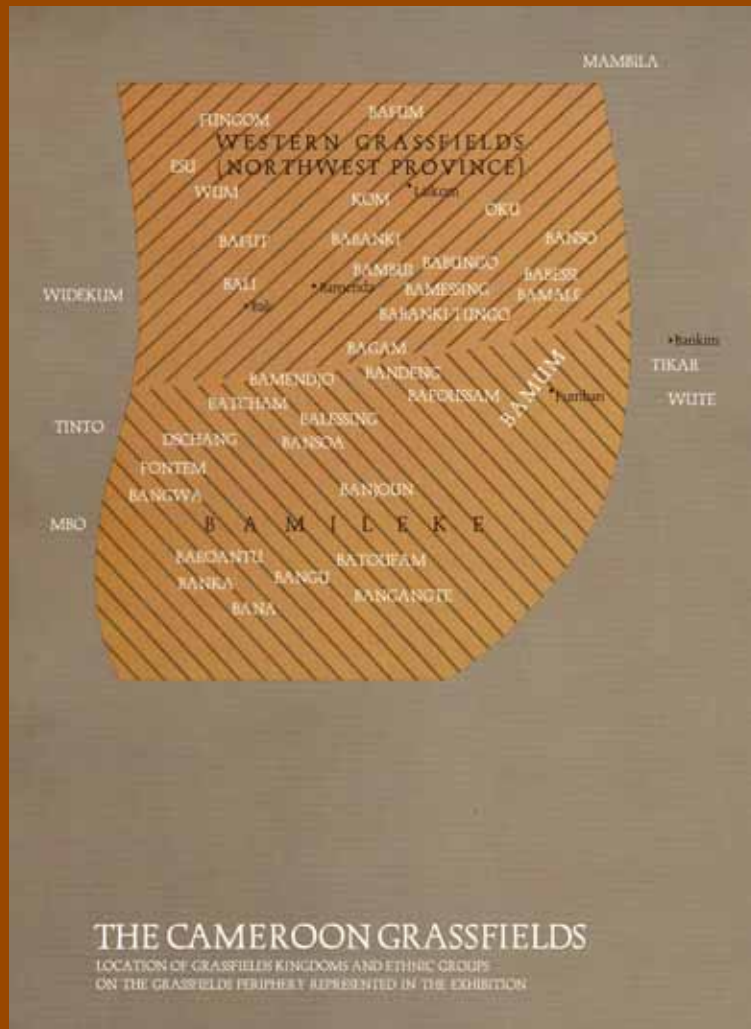 MAMBILA
FUNGOM
BAFUM
WESTERN GRASSFIELDS
(NORTHWEST PROVINCE)
ESU
WUM
KOM
Laikom
OKU
BAFUT
BABANKI
BANSO
BAMBUI
BABUNGO
BABESSI
WIDEKUM
BALI
Bamenda
BAMESSING
BAMALI
Bali
BABANKI-TUNGO
BAGAM
Bankim
BAMENDJO
BANDENG
TIKAR
BATCHAM
BAFOUSSAM
BAMUM
Fumban
WUTE
TINTO
BALESSING
DSCHANG
BANSOA
FONTEM
BANGWA
BANJOUN
MBO
BAMILEKE
BATOUFAM
BANKA
BANGU
BANGANGTE
BANA
THE CAMEROON GRASSFIELDS
LOCATION OF GRASSFIELDS KINGDOMS AND ETHNIC GROUPS
ON THE GRASSFIELDS PERIPHERY REPRESENTED IN THE EXHIBITION